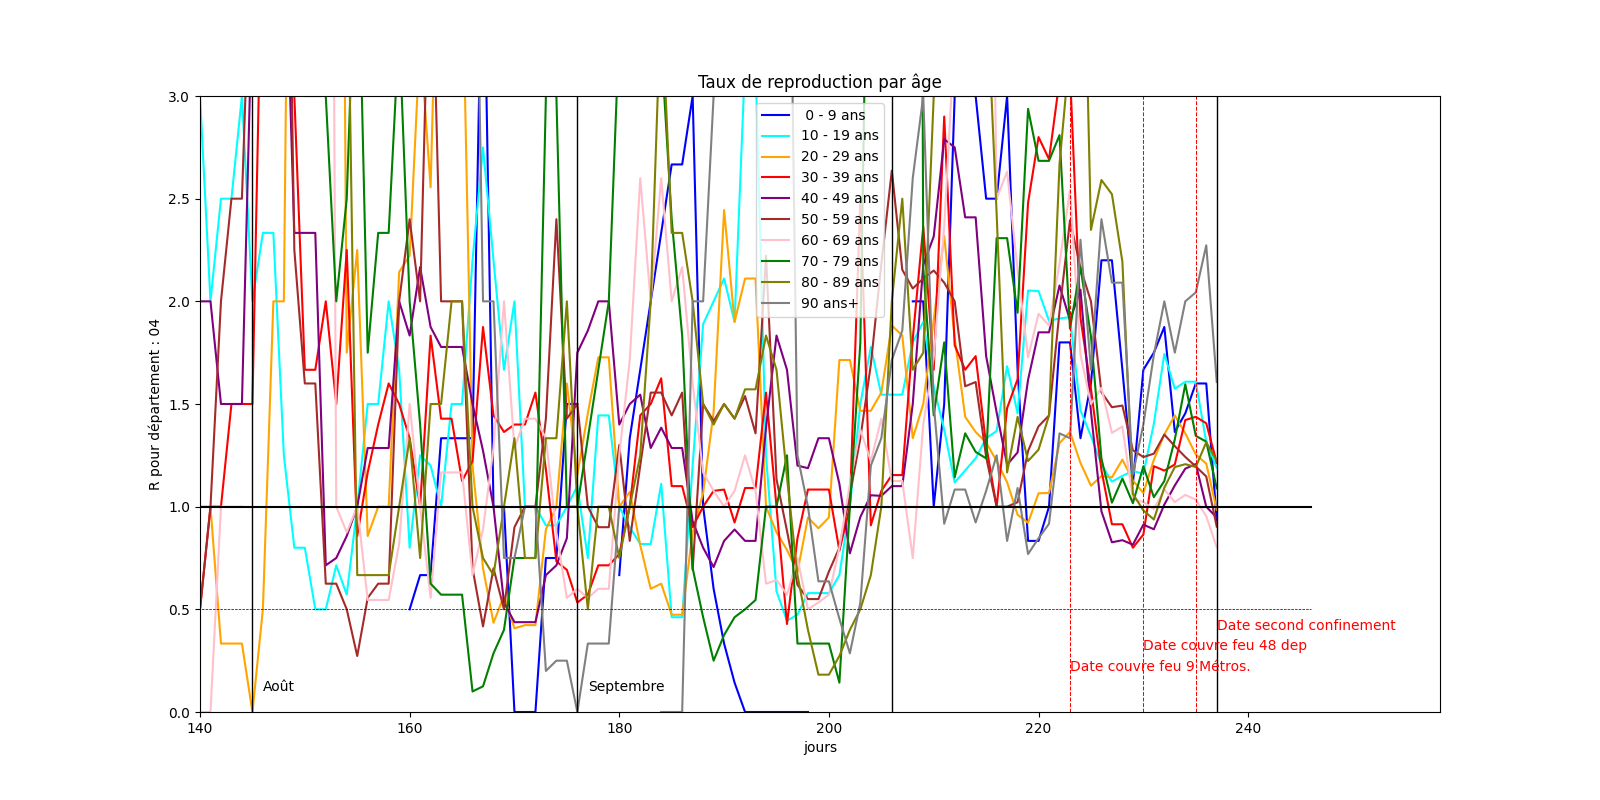 Taux de reproduction par âge
R pour département : 04
3.0
2.5
2.0
1.5
1.0
0.5
0.0
0 - 9 ans
10 - 19 ans
20 - 29 ans
30 - 39 ans
40 - 49 ans
50 - 59 ans
60 - 69 ans
70 - 79 ans
80 - 89 ans
90 ans+
Date second confinement
Date couvre feu 48 dep
Date couvre feu 9 Métros.
Août
Septembre
140
160
180
200
220
240
jours